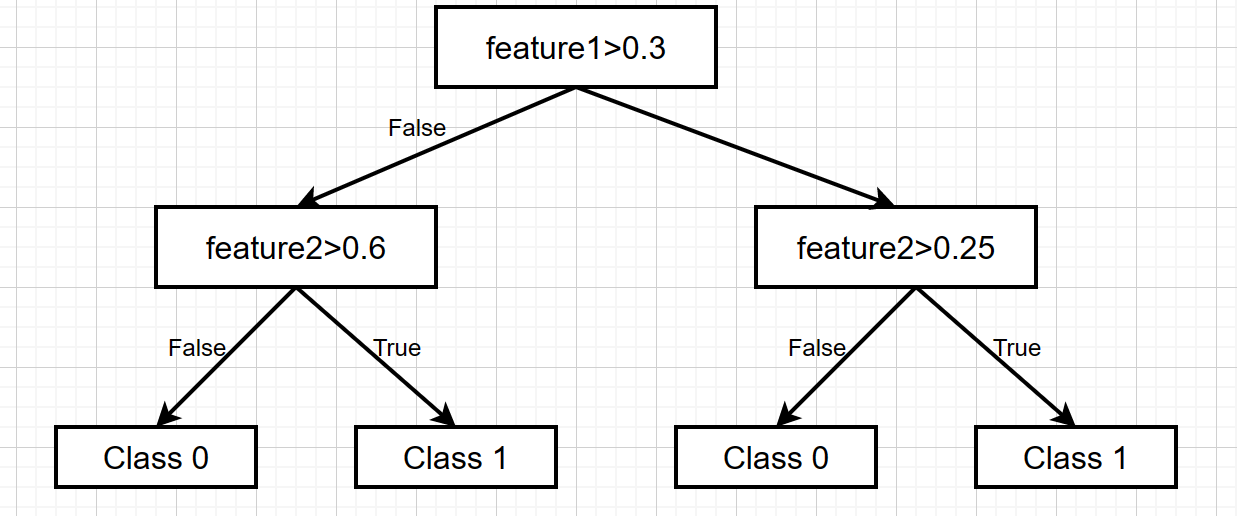 feature1>0.3
False
feature2>0.6
feature2>0.25
False
True
False
True
Class 0
Class 1
Class 0
Class 1